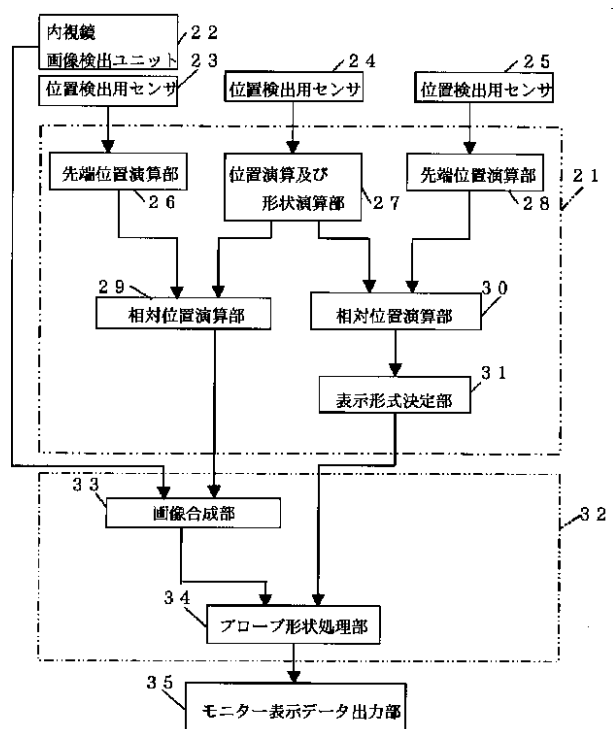 内視鏡
画像検出ユニット
22
23
位置検出用センサ
24
位置検出用センサ
25
位置検出用センサ
先端位置演算部
26
位置演算及び
形状演算部
27
先端位置演算部
28
21
29
相対位置演算部
30
相対位置演算部
31
表示形式決定部
33
画像合成部
32
34
プローブ形状処理部
35
モニター表示データ出力部